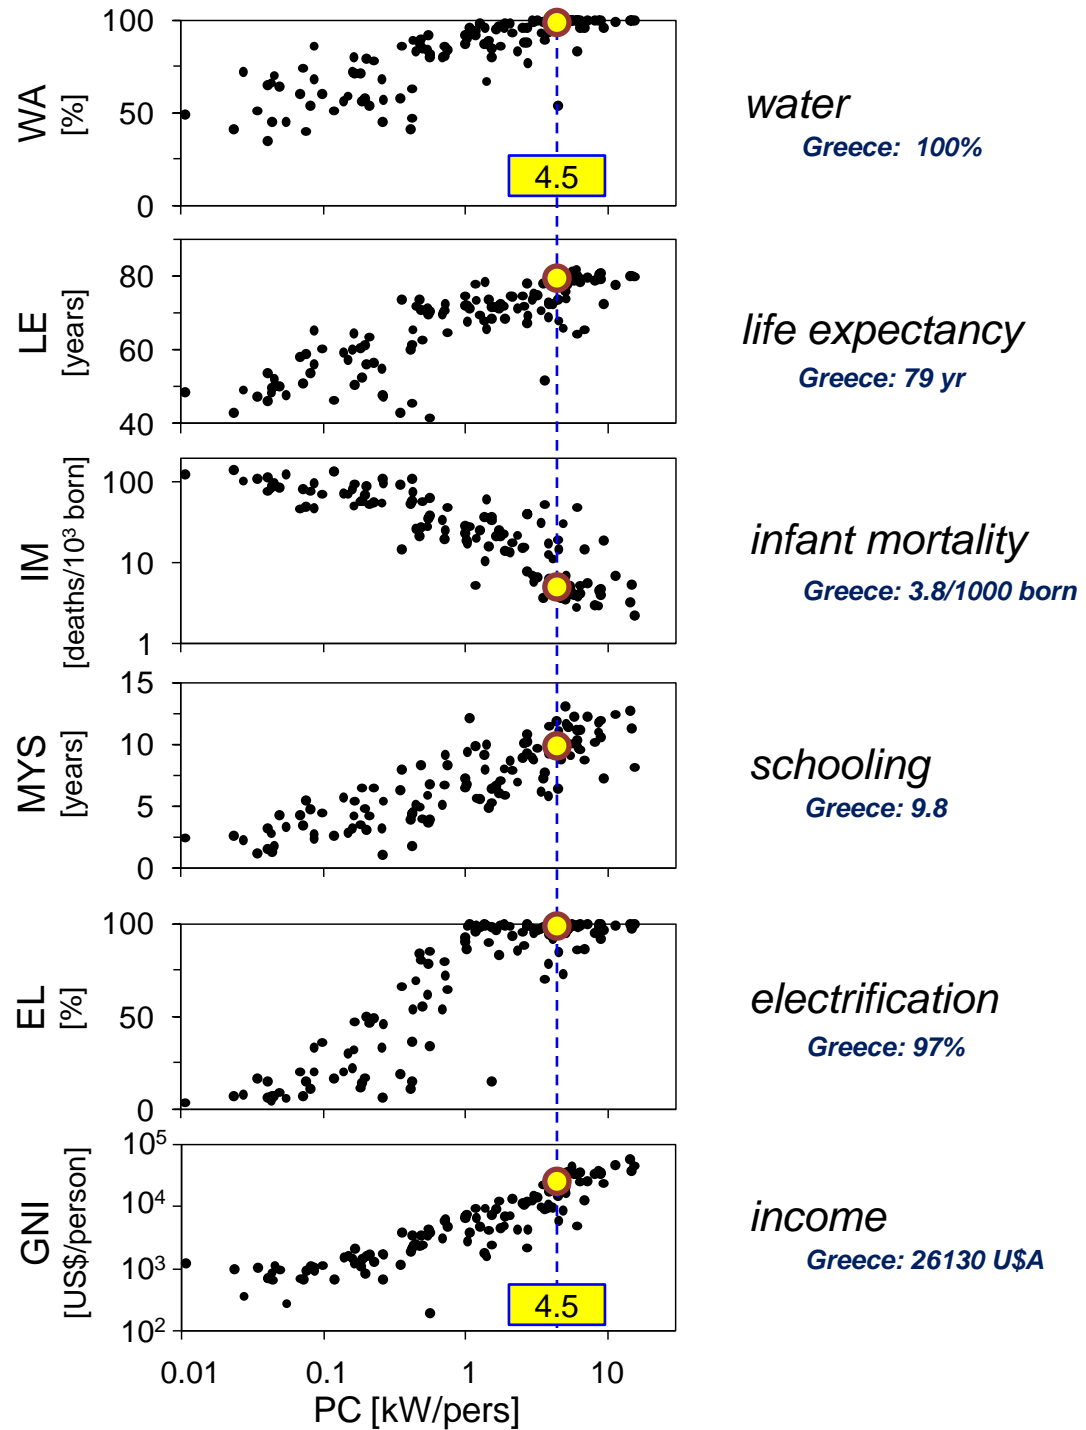 WA
[%]
100
50
0
4.5
water
Greece: 100%
LE
[years]
80
60
40
life expectancy
Greece: 79 yr
IM
[deaths/10³ born]
100
10
1
infant mortality
Greece: 3.8/1000 born
MYS
[years]
15
10
5
0
schooling
Greece: 9.8
EL
[%]
100
50
0
electrification
Greece: 97%
GNI
[US$/person]
10⁵
10⁴
10³
10²
4.5
income
Greece: 26130 U$A
0.01 0.1 1 10
PC [kW/pers]